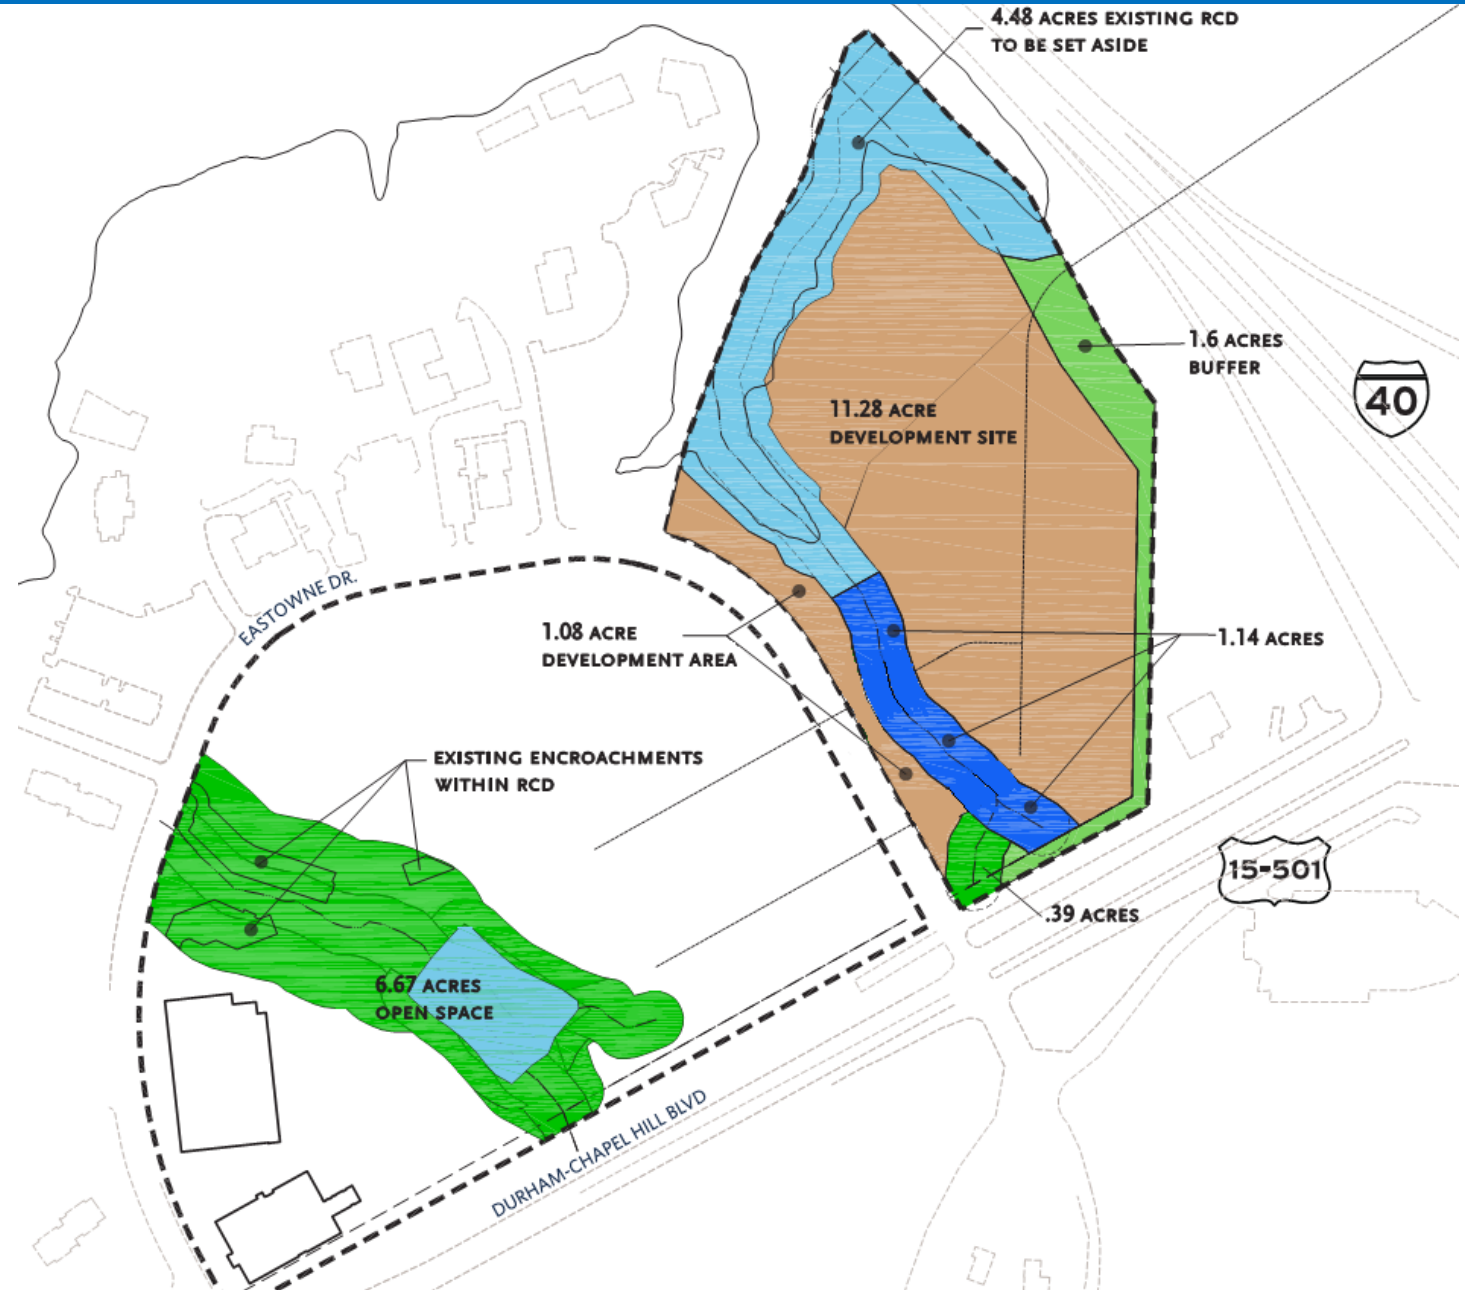 4.48 ACRES EXISTING RCD
TO BE SET ASIDE
1.6 ACRES
BUFFER
40
11.28 ACRE
DEVELOPMENT SITE
EASTOWNE DR.
1.08 ACRE
DEVELOPMENT AREA
1.14 ACRES
EXISTING ENCROACHMENTS
WITHIN RCD
15-501
.39 ACRES
6.67 ACRES
OPEN SPACE
DURHAM-CHAPEL HILL BLVD